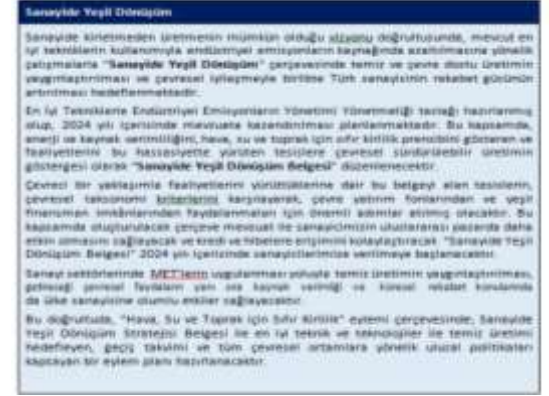 Sanayide Yeşil Dönüşüm
Sanayide kirletmeden üretmenin mümkün olduğu vizyonu doğrultusunda, mevcut en
iyi tekniklerin kullanımıyla endüstriyel emisyonların kaynağında azaltılmasına yönelik
çalışmalarla "Sanayide Yeşil Dönüşüm" çerçevesinde temiz ve çevre dostu üretimin
yaygınlaştırılması ve çevresel iyileşmeyle birlikte Türk sanayisinin rekabet gücünün
artırılması hedeflenmektedir.
En İyi Tekniklerle Endüstriyel Emisyonların Yönetimi Yönetmeliği taslağı hazırlanmış
olup, 2024 yılı içerisinde mevzuata kazandırılması planlanmaktadır. Bu kapsamda,
enerji ve kaynak verimliliğini, hava, su ve toprak için sıfır kirlilik prensibini gösteren ve
faaliyetlerini bu hassasiyetle yürüten tesislere çevresel sürdürülebilir üretimin
göstergesi olarak "Sanayide Yeşil Dönüşüm Belgesi" düzenlenecektir.
Çevreci bir yaklaşımla faaliyetlerini yürüttüklerine dair bu belgeyi alan tesislerin,
çevresel taksonomi kriterlerini karşılayarak, çevre yatırım fonlarından ve yeşil
finansman imkânlarından faydalanmaları için önemli adımlar atılmış olacaktır. Bu
kapsamda oluşturulacak çerçeve mevzuat ile sanayicimizin uluslararası pazarda daha
etkin olmasını sağlayacak ve kredi ve hibelere erişimini kolaylaştıracak "Sanayide Yeşil
Dönüşüm Belgesi" 2024 yılı içerisinde sanayicilerimize verilmeye başlanacaktır.
Sanayi sektörlerinde MET'lerin uygulanması yoluyla temiz üretimin yaygınlaştırılması,
getireceği çevresel faydaların yanı sıra kaynak verimliliği ve küresel rekabet konularında
da ülke sanayisine olumlu etkiler sağlayacaktır.
Bu doğrultuda, "Hava, Su ve Toprak için Sıfır Kirlilik" eylemi çerçevesinde, Sanayide
Yeşil Dönüşüm Stratejisi Belgesi ile en iyi teknik ve teknolojiler ile temiz üretimi
hedefleyen, geçiş takvimi ve tüm çevresel ortamlara yönelik ulusal politikaları
kapsayan bir eylem planı hazırlanacaktır.